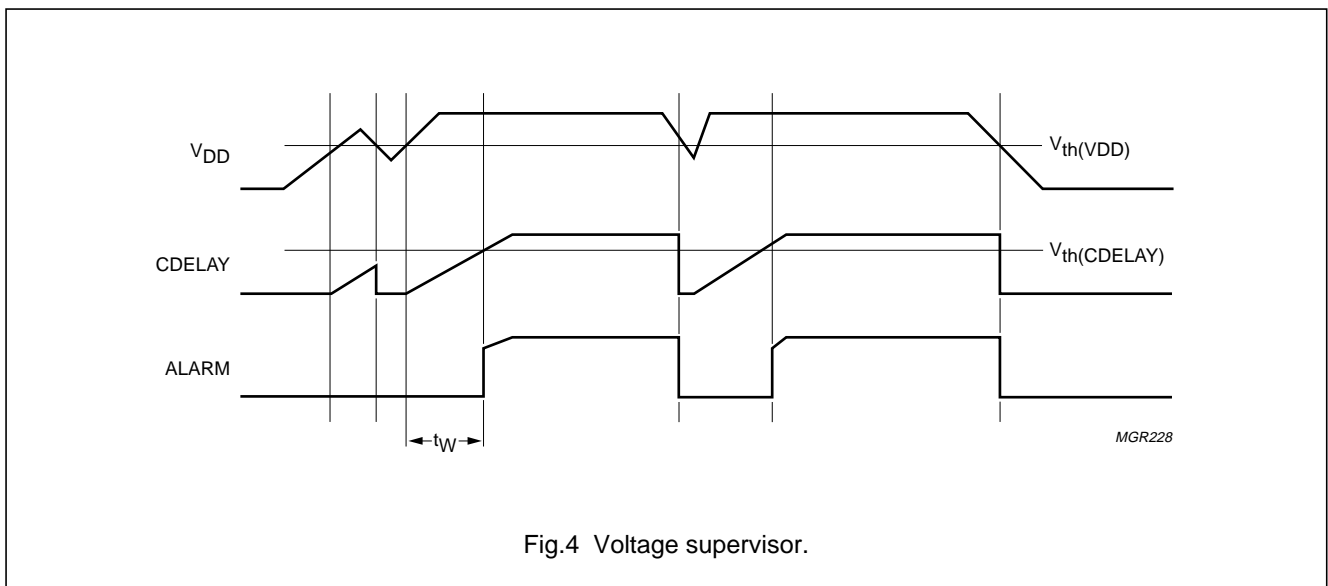 VDD
Vth(VDD)
CDELAY
Vth(CDELAY)
ALARM
tW
MGR228
Fig.4 Voltage supervisor.